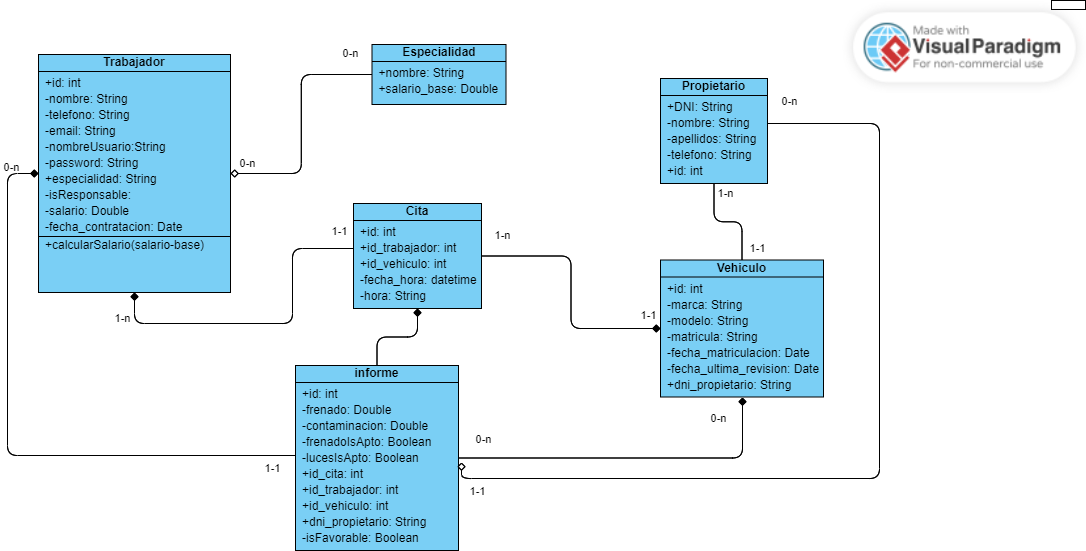 Made with
Visual Paradigm
For non-commercial use
Trabajador
+id: int
-nombre: String
-telefono: String
-email: String
-nombreUsuario:String
-password: String
+especialidad: String
-isResponsable:
-salario: Double
-fecha_contratacion: Date
+calcularSalario(salario-base)
0-n
Especialidad
+nombre: String
+salario_base: Double
0-n
0-n
Propietario
+DNI: String
-nombre: String
-apellidos: String
-telefono: String
+id: int
0-n
1-n
1-1
Cita
+id: int
+id_trabajador: int
+id_vehiculo: int
-fecha_hora: datetime
-hora: String
1-1
1-n
1-n
1-1
Vehiculo
+id: int
-marca: String
-modelo: String
-matricula: String
-fecha_matriculacion: Date
-fecha_ultima_revision: Date
+dni_propietario: String
0-n
informe
+id: int
-frenado: Double
-contaminacion: Double
-frenadoIsApto: Boolean
-lucesIsApto: Boolean
+id_cita: int
+id_trabajador: int
+id_vehiculo: int
+dni_propietario: String
-isFavorable: Boolean
1-1
0-n
1-1